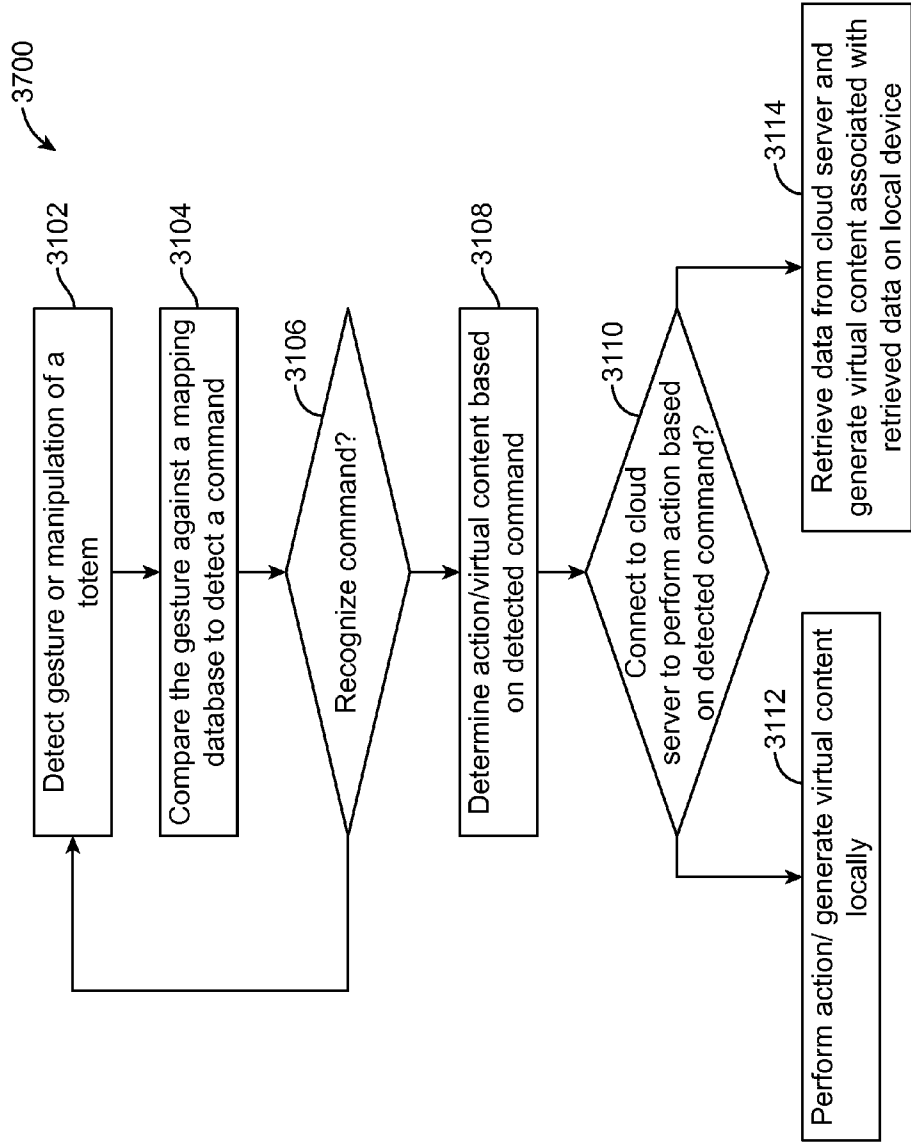 3700
3102
Detect gesture or manipulation of a
totem
3104
Compare the gesture against a mapping
database to detect a command
3106
Recognize command?
3108
Determine action/virtual content based
on detected command
3110
Connect to cloud
server to perform action based
on detected command?
3112
Perform action/ generate virtual content
locally
3114
Retrieve data from cloud server and
generate virtual content associated with
retrieved data on local device